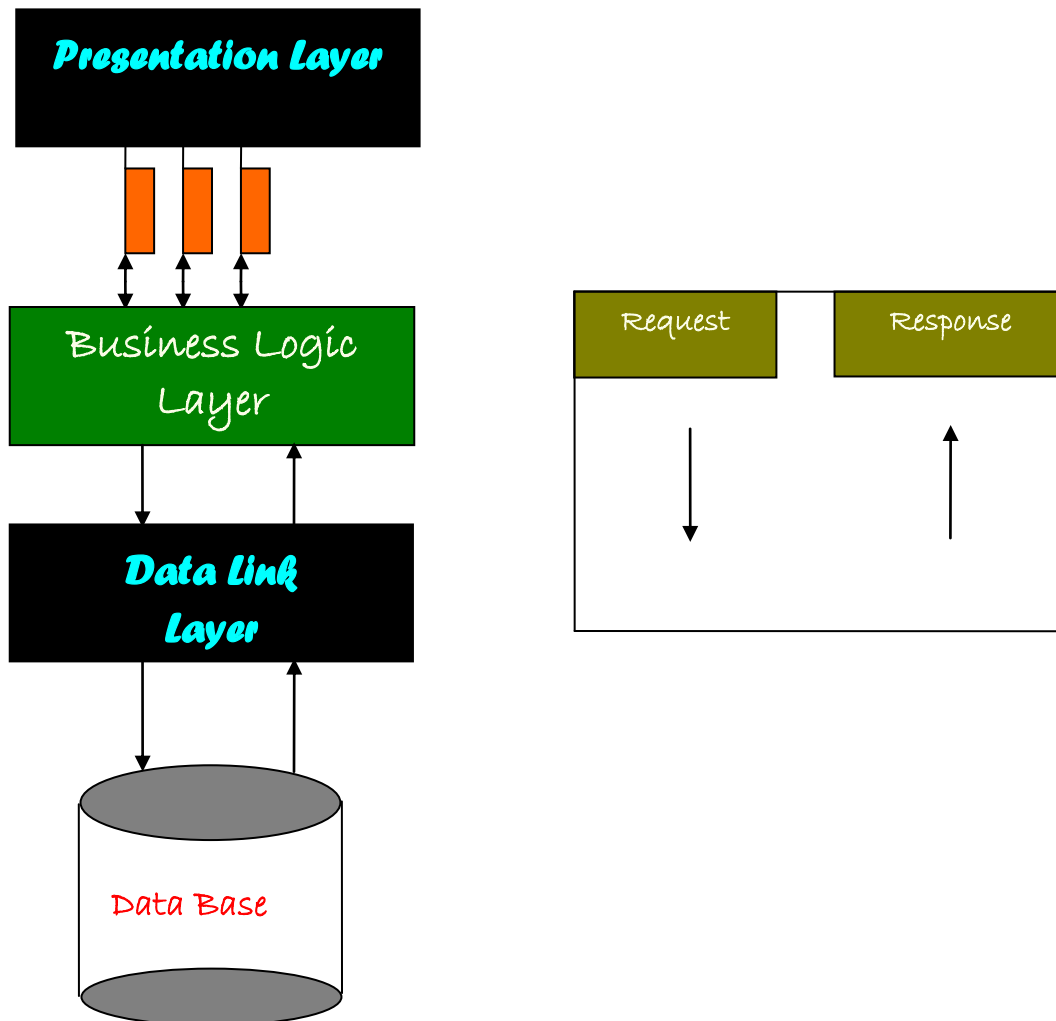 Presentation Layer
Business Logic
Layer
Request
Response
Data Link
Layer
Data Base